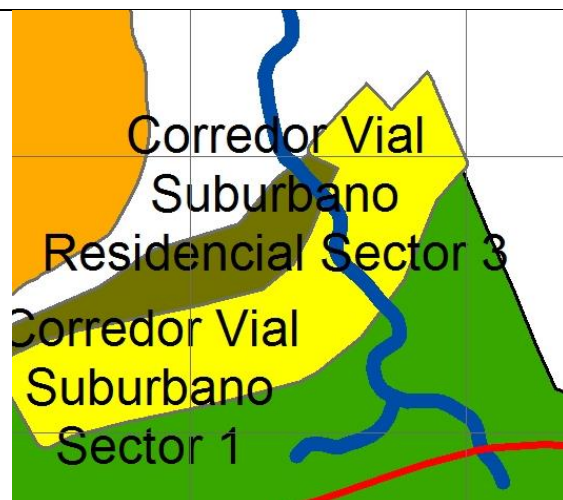 Corredor Vial
Suburbano
Residencial Sector 3
Corredor Vial
Suburbano
Sector 1